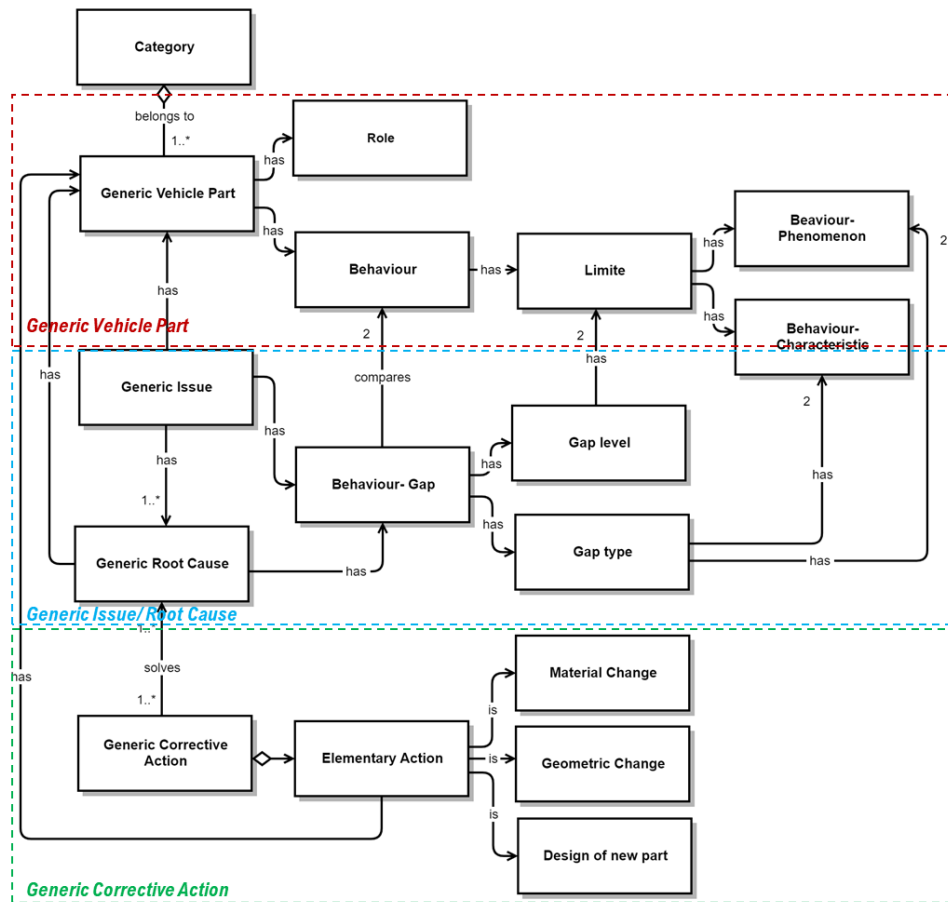 Category
belongs to
1..*
Role
has
Generic Vehicle Part
has
Beaviour-
Phenomenon
2
has
Behaviour
has
Limite
has
has
Generic Vehicle Part
2
2
Behaviour-
Characteristic
has
has
Generic Issue
compares
2
has
Gap level
has
has
1..*
Behaviour- Gap
has
has
Gap type
has
Generic Root Cause
has
Generic Issue/ Root Cause
1..*
solves
has
1..*
Material Change
is
Generic Corrective
Action
Elementary Action
is
Geometric Change
is
Design of new part
Generic Corrective Action